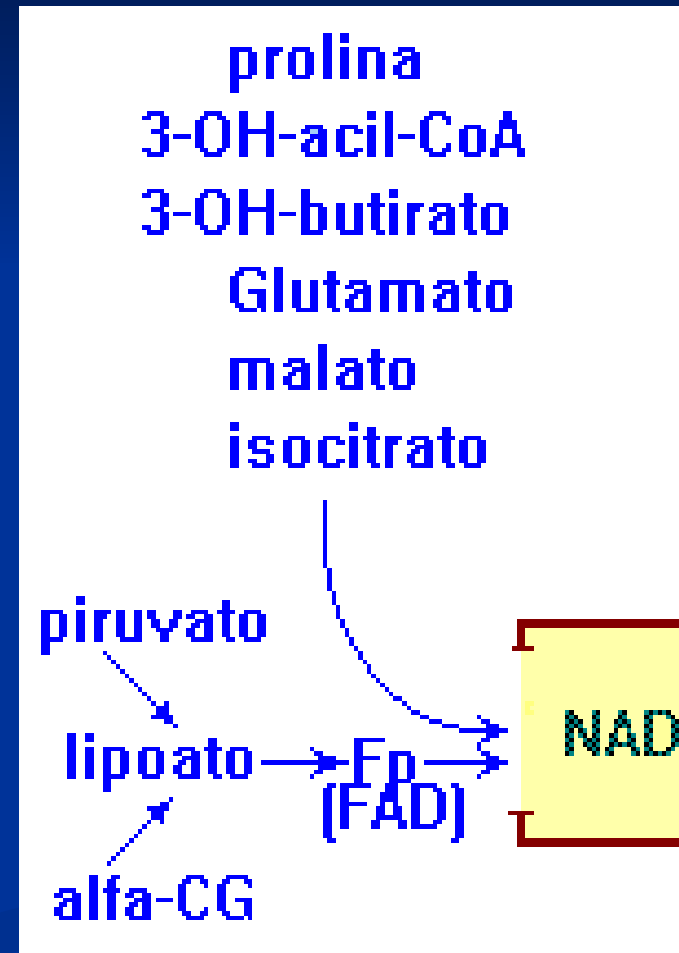 prolina
3-OH-acil-CoA
3-OH-butirato
Glutamato
malato
isocitrato
piruvato
lipoato
Fp
(FAD)
NAD
alfa-CG